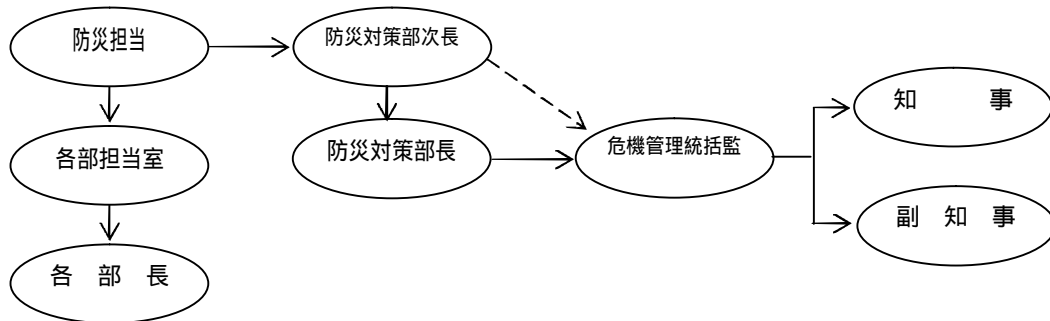 防災担当
防災対策部次長
知　　　事
各部担当室
防災対策部長
危機管理統括監
副　知　事
各　部　長